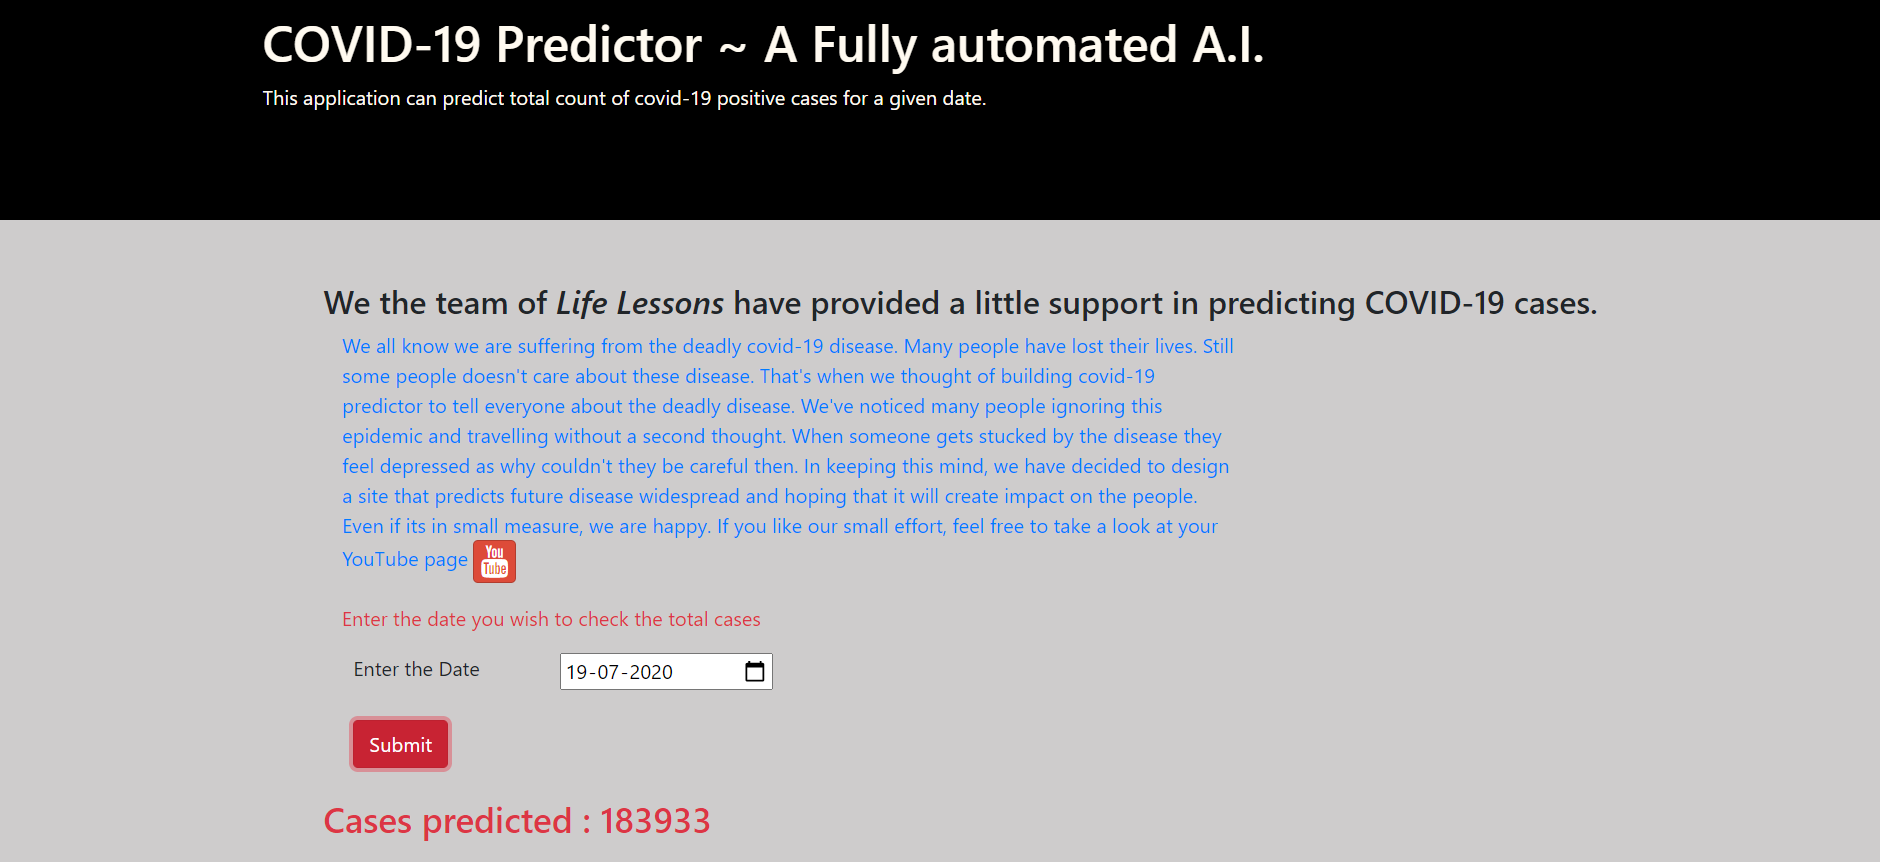 COVID-19 Predictor ~ A Fully automated A.I.
This application can predict total count of covid-19 positive cases for a given date.
We the team of Life Lessons have provided a little support in predicting COVID-19 cases.
We all know we are suffering from the deadly covid-19 disease. Many people have lost their lives. Still
some people doesn't care about these disease. That's when we thought of building covid-19
predictor to tell everyone about the deadly disease. We've noticed many people ignoring this
epidemic and travelling without a second thought. When someone gets stucked by the disease they
feel depressed as why couldn't they be careful then. In keeping this mind, we have decided to design
a site that predicts future disease widespread and hoping that it will create impact on the people.
Even if its in small measure, we are happy. If you like our small effort, feel free to take a look at your
YouTube page You Tube
Enter the date you wish to check the total cases
Enter the Date 19-07-2020
Submit
Cases predicted : 183933